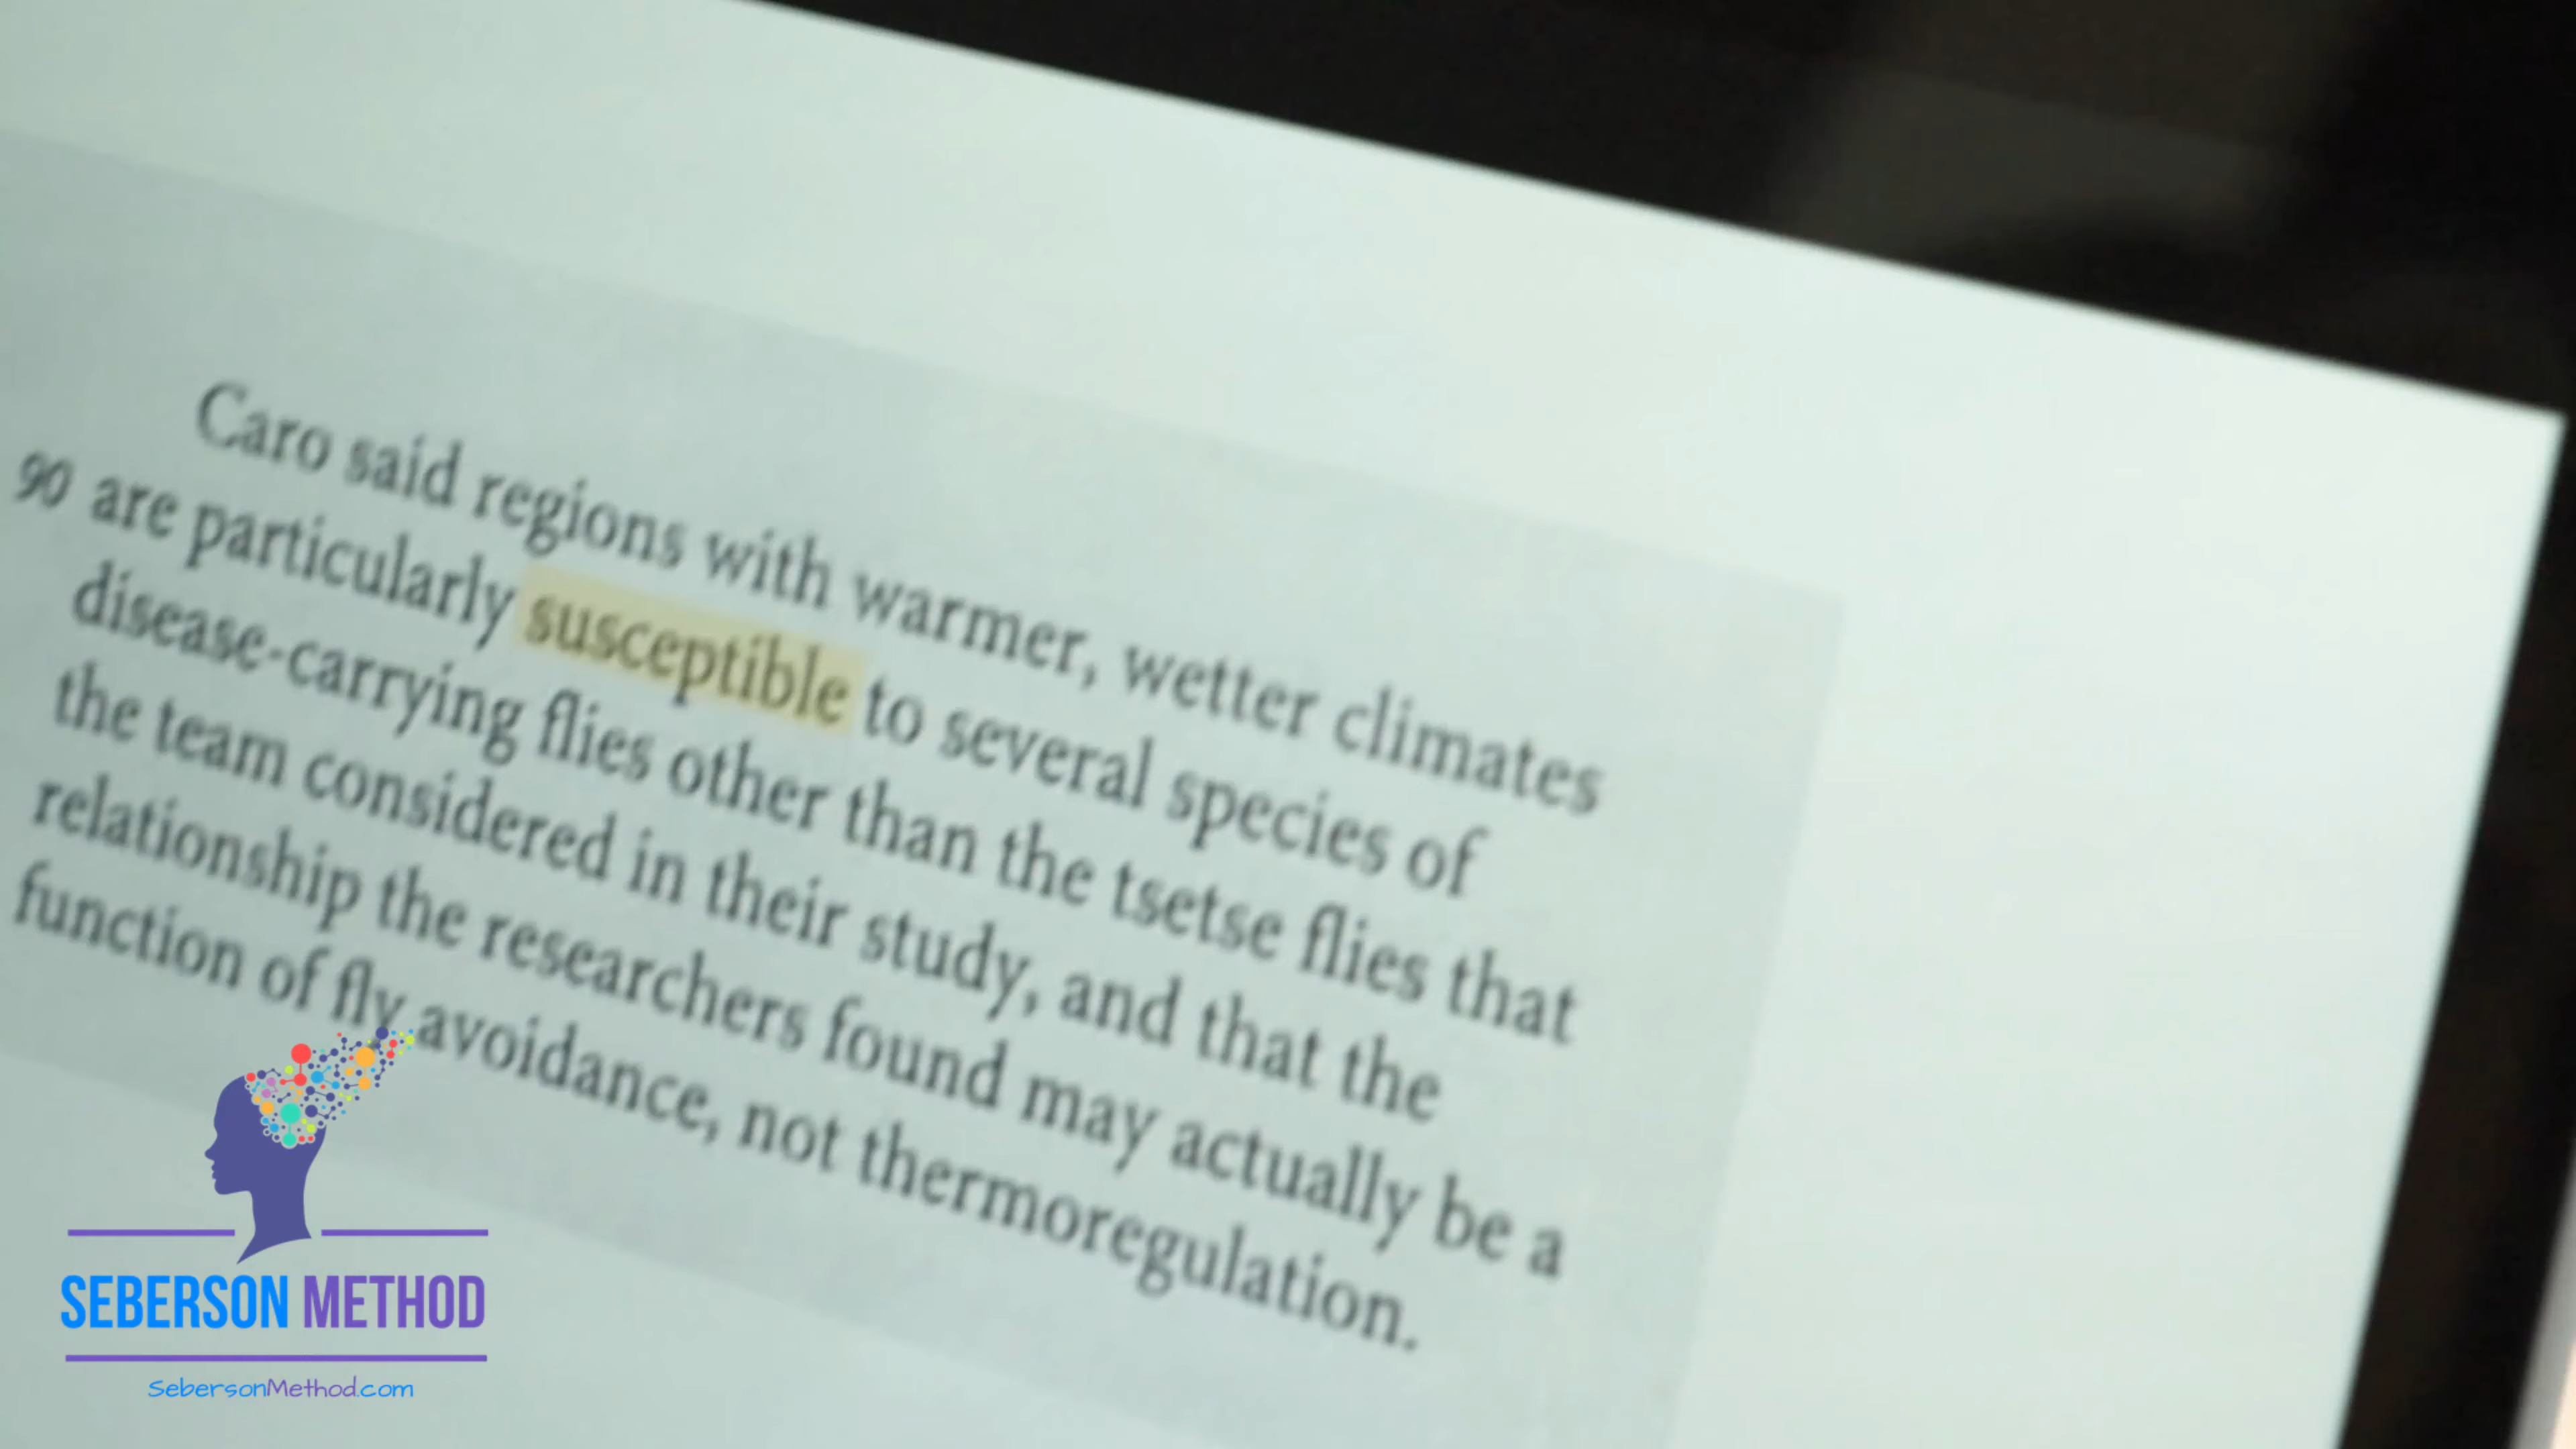 Caro said regions with warmer, wetter climates
90 are particularly susceptible to several species of
disease-carrying flies other than the tsetse flies that
the team considered in their study, and that the
relationship the researchers found may actually be a
function of fly avoidance, not thermoregulation.
SEBERSON METHOD
SebersonMethod.com